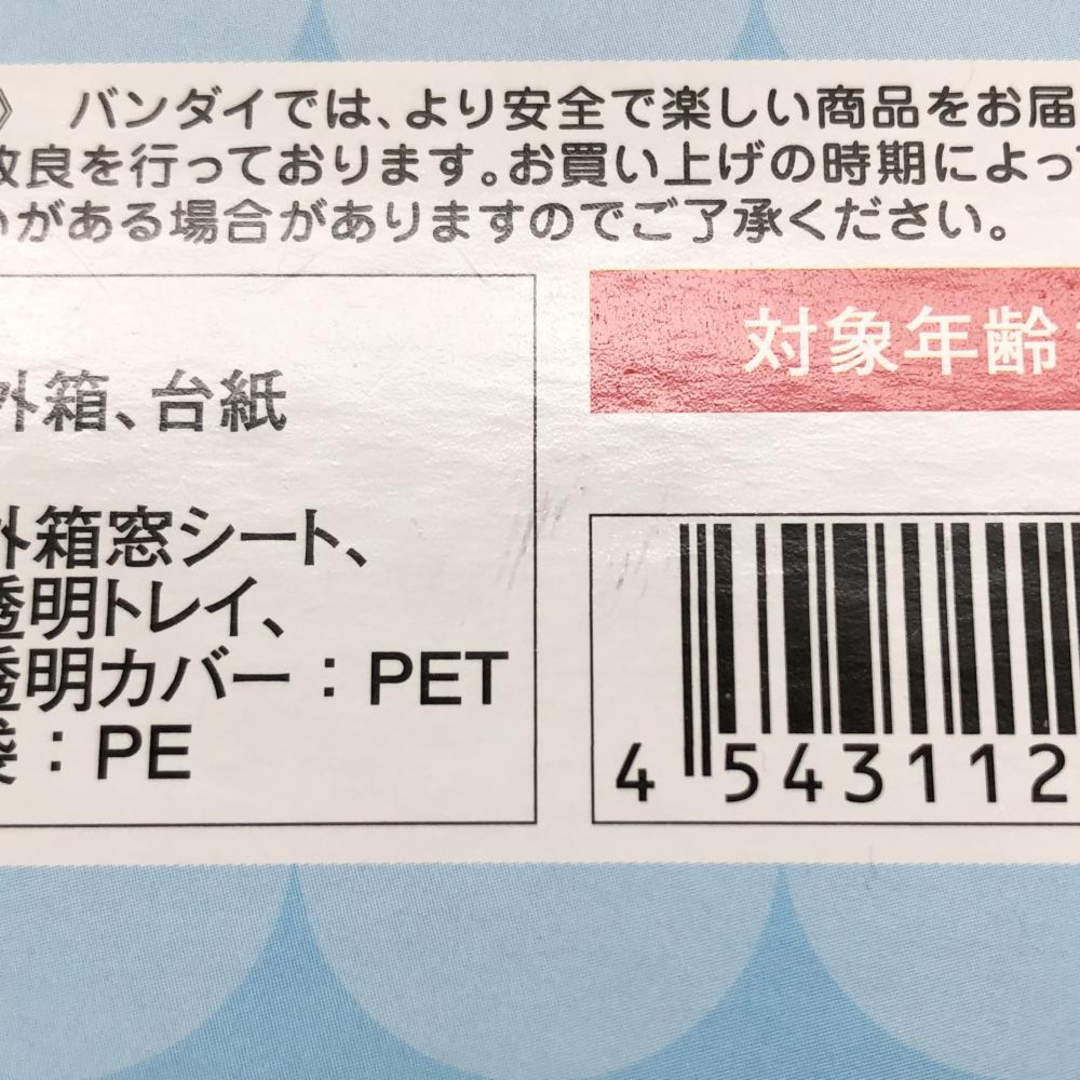 バンダイでは、より安全で楽しい商品をお届
改良を行っております。お買い上げの時期によって
いがある場合がありますのでご了承ください。
対象年齢
外箱、台紙
外箱窓シート、
透明トレイ、
透明カバー：PET
袋：PE
4 543112